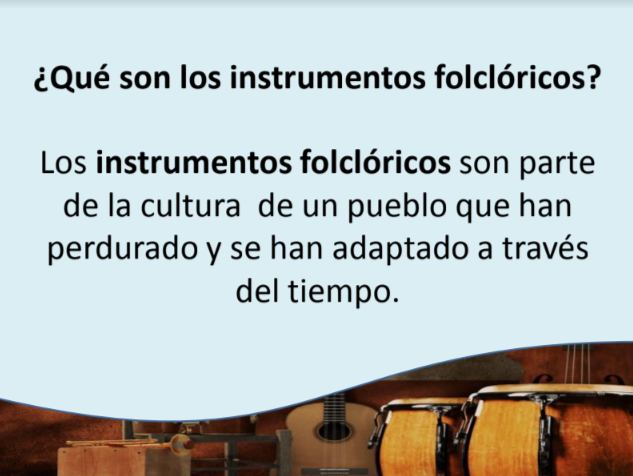 ¿Qué son los instrumentos folclóricos?
Los instrumentos folclóricos son parte
de la cultura  de un pueblo que han
perdurado y se han adaptado a través
del tiempo.